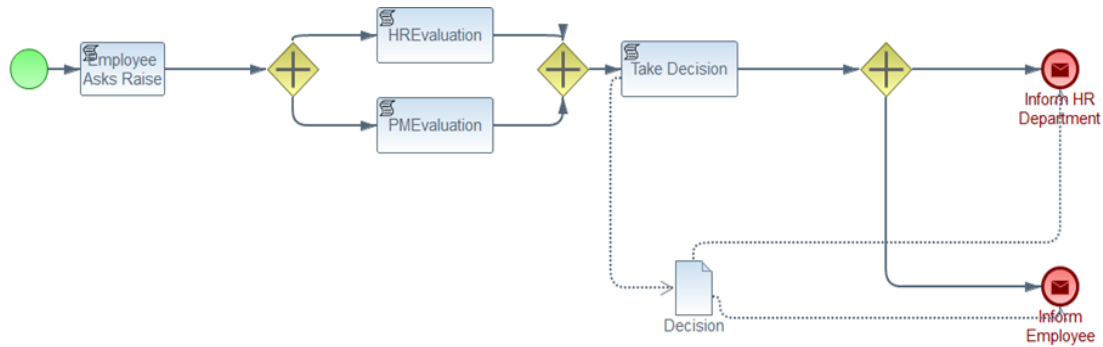 Employee
Asks Raise
HREvaluation
PMEvaluation
Take Decision
Inform HR
Department
Decision
Inform
Employee